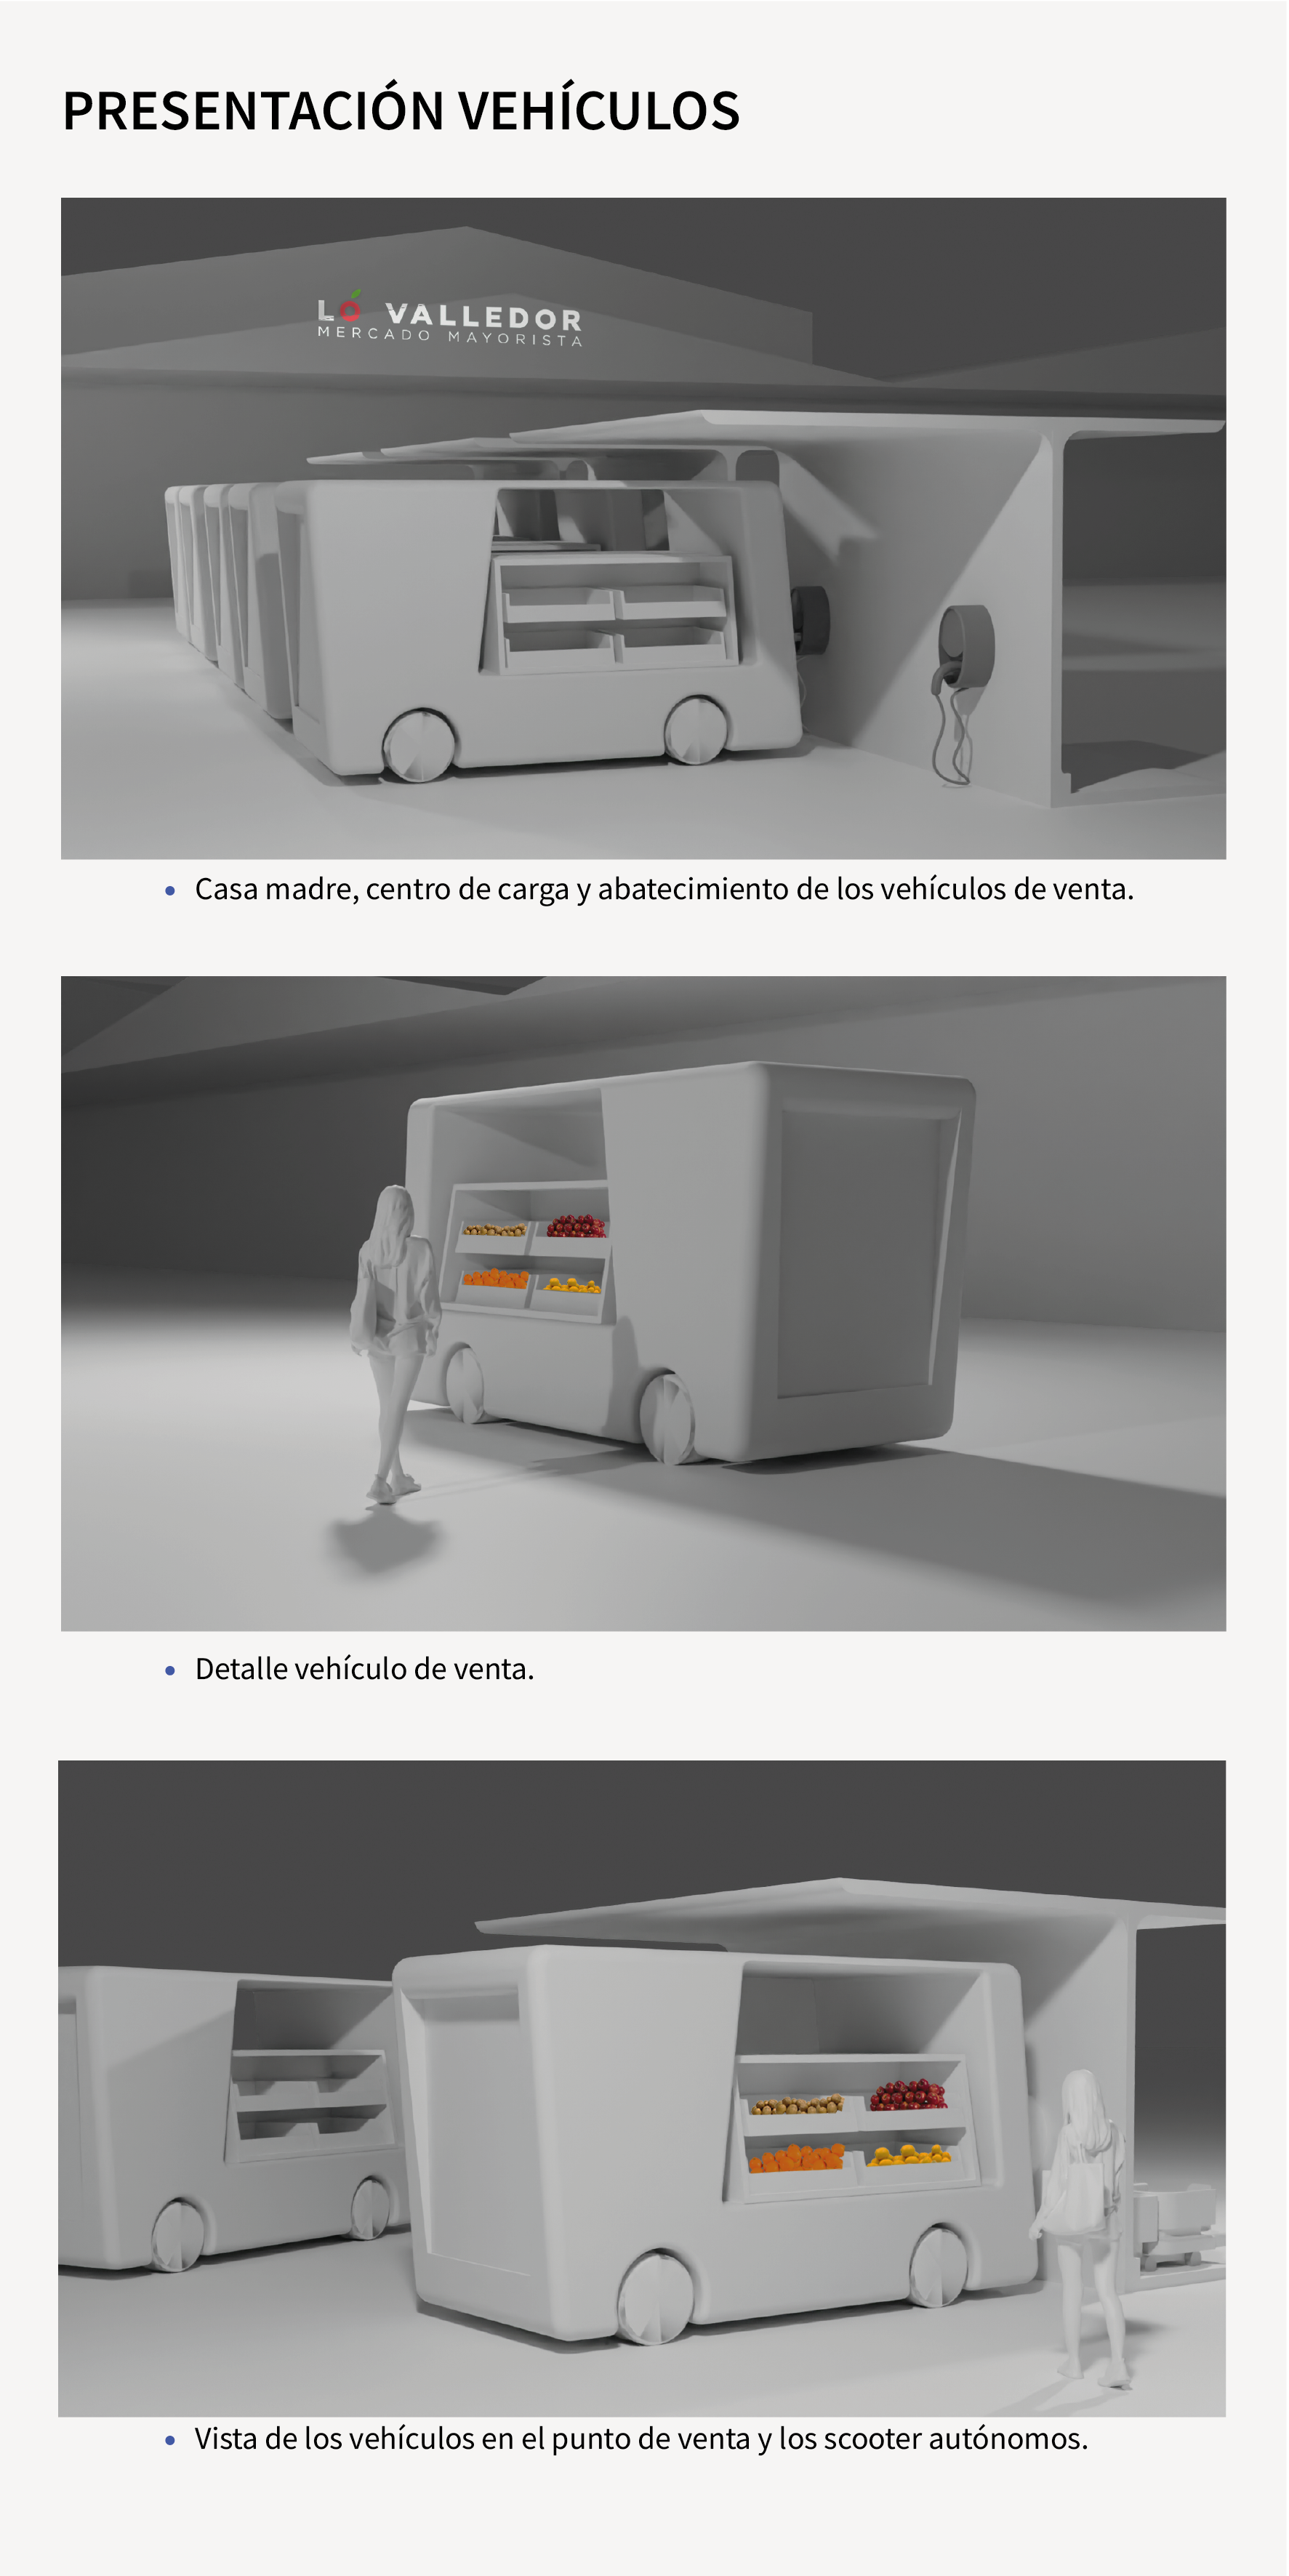 PRESENTACIÓN VEHÍCULOS
LO VALLEDOR
MERCADO MAYORISTA
• Casa madre, centro de carga y abatecimiento de los vehículos de venta.
• Detalle vehículo de venta.
• Vista de los vehículos en el punto de venta y los scooter autónomos.